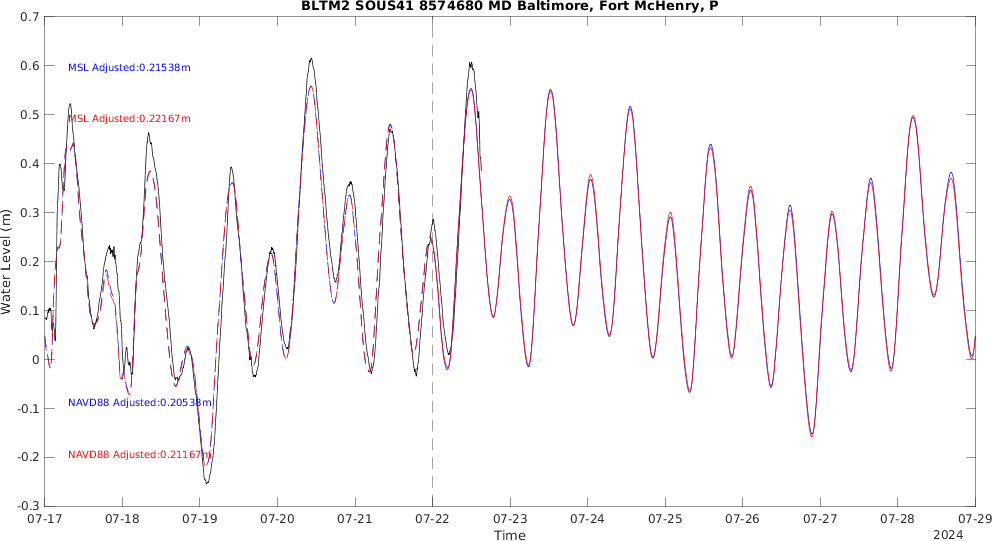 BLTM2 SOUS41 8574680 MD Baltimore, Fort McHenry, P
0.7
0.6
0.5
0.4
0.3
0.2
0.1
0
-0.1
-0.2
-0.3
Water Level (m)
MSL Adjusted:0.21538m
MSL Adjusted:0.22167m
NAVD88 Adjusted:0.20538m
NAVD88 Adjusted:0.21167m
07-17 07-18 07-19 07-20 07-21 07-22 07-23 07-24 07-25 07-26 07-27 07-28 07-29
Time
2024